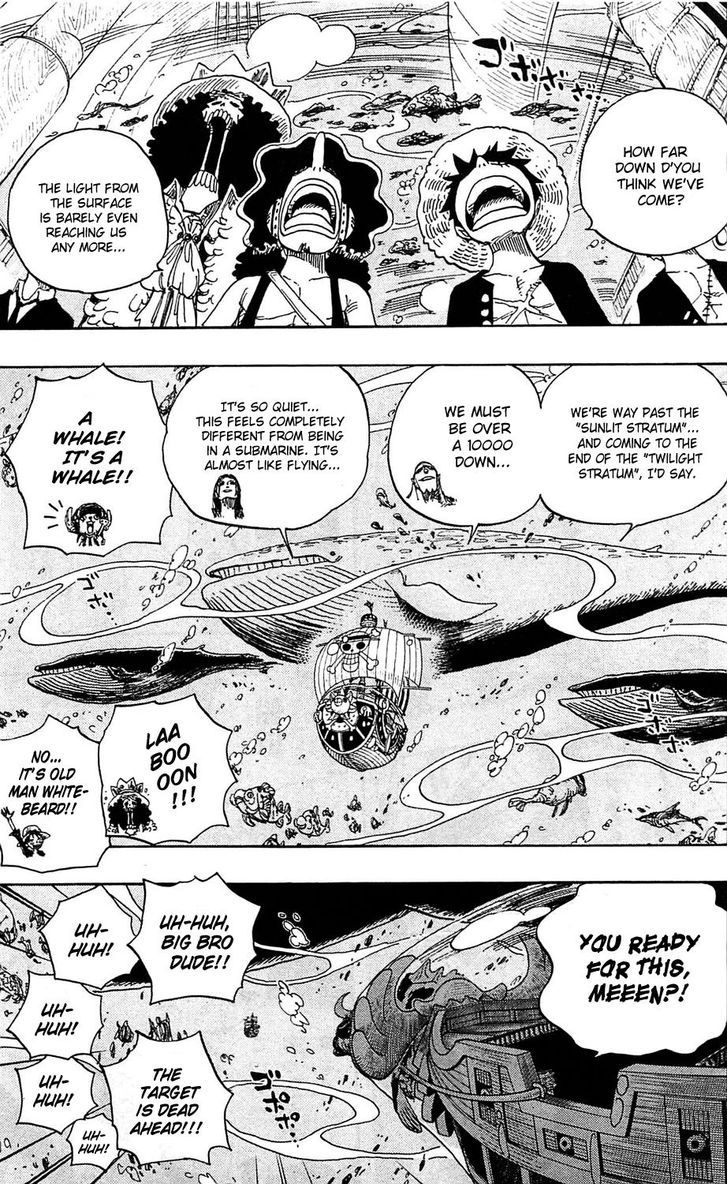 HOW FAR
DOWN D'YOU
THINK WE'VE
COME?
ゴボゴボ
THE LIGHT FROM
THE SURFACE
IS BARELY EVEN
REACHING US
ANY MORE...
WE'RE WAY PAST THE
"SUNLIT STRATUM"...
AND COMING TO THE
END OF THE "TWILIGHT
STRATUM", I'D SAY.
WE MUST
BE OVER
A 10000
DOWN...
IT'S SO QUIET...
THIS FEELS COMPLETELY
DIFFERENT FROM BEING
IN A SUBMARINE. IT'S
ALMOST LIKE FLYING...
A
WHALE!
IT'S A
WHALE!!
LAA
BOO
OON
!!!
NO...
IT'S OLD
MAN WHITE-
BEARD!!
YOU READY
FOR THIS,
MEEEN?!
UH-HUH,
BIG BRO
DUDE!!
UH-
HUH!
UH-
HUH!
THE
TARGET
IS DEAD
AHEAD!!!
UH-
HUH!
UH-
HUH!